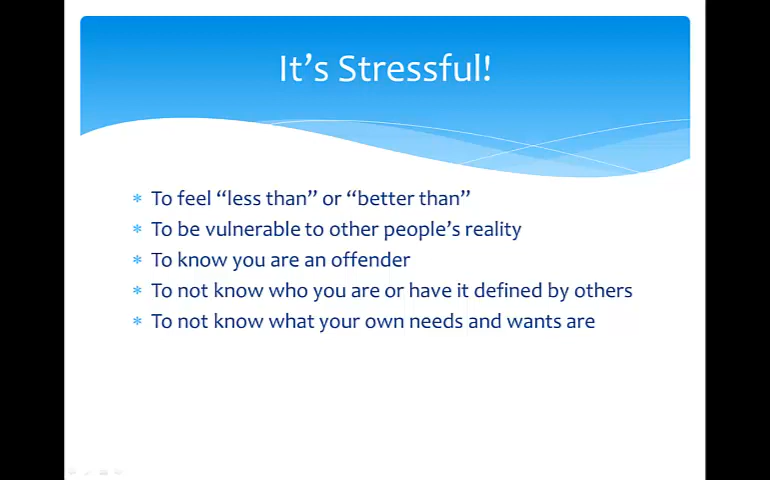 It’s Stressful!
To feel “less than” or “better than”
To be vulnerable to other people’s reality
To know you are an offender
To not know who you are or have it defined by others
To not know what your own needs and wants are